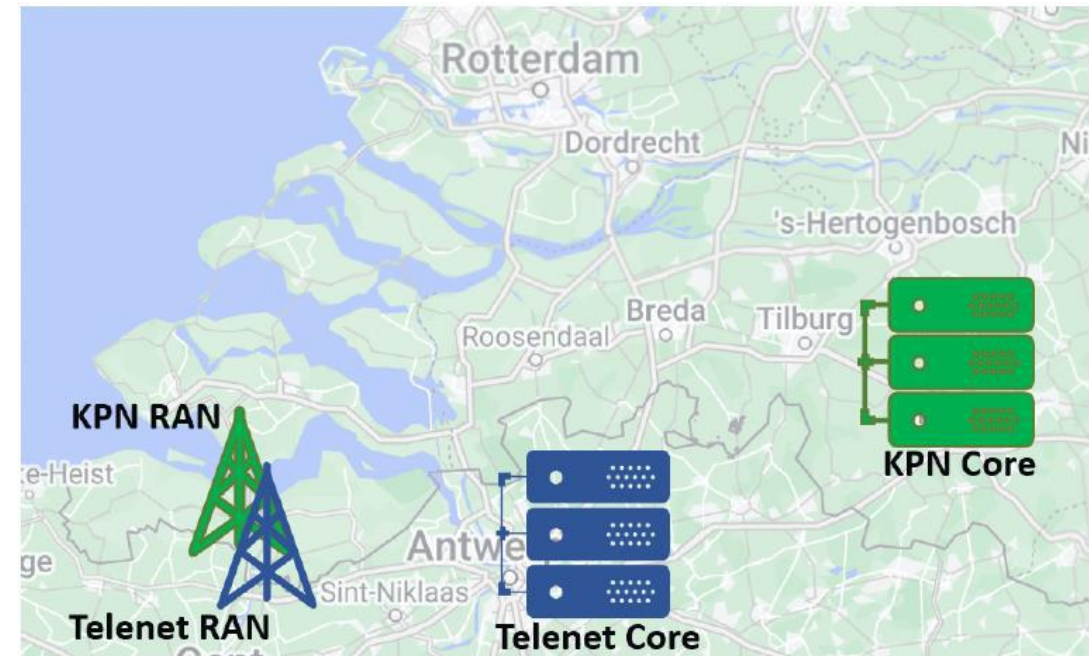 Rotterdam
Dordrecht
Ni
's-Hertogenbosch
Breda
Tilburg
Roosendaal
KPN RAN
KPN Core
ke-Heist
Antwe
ge
Sint-Niklaas
Telenet RAN
Telenet Core